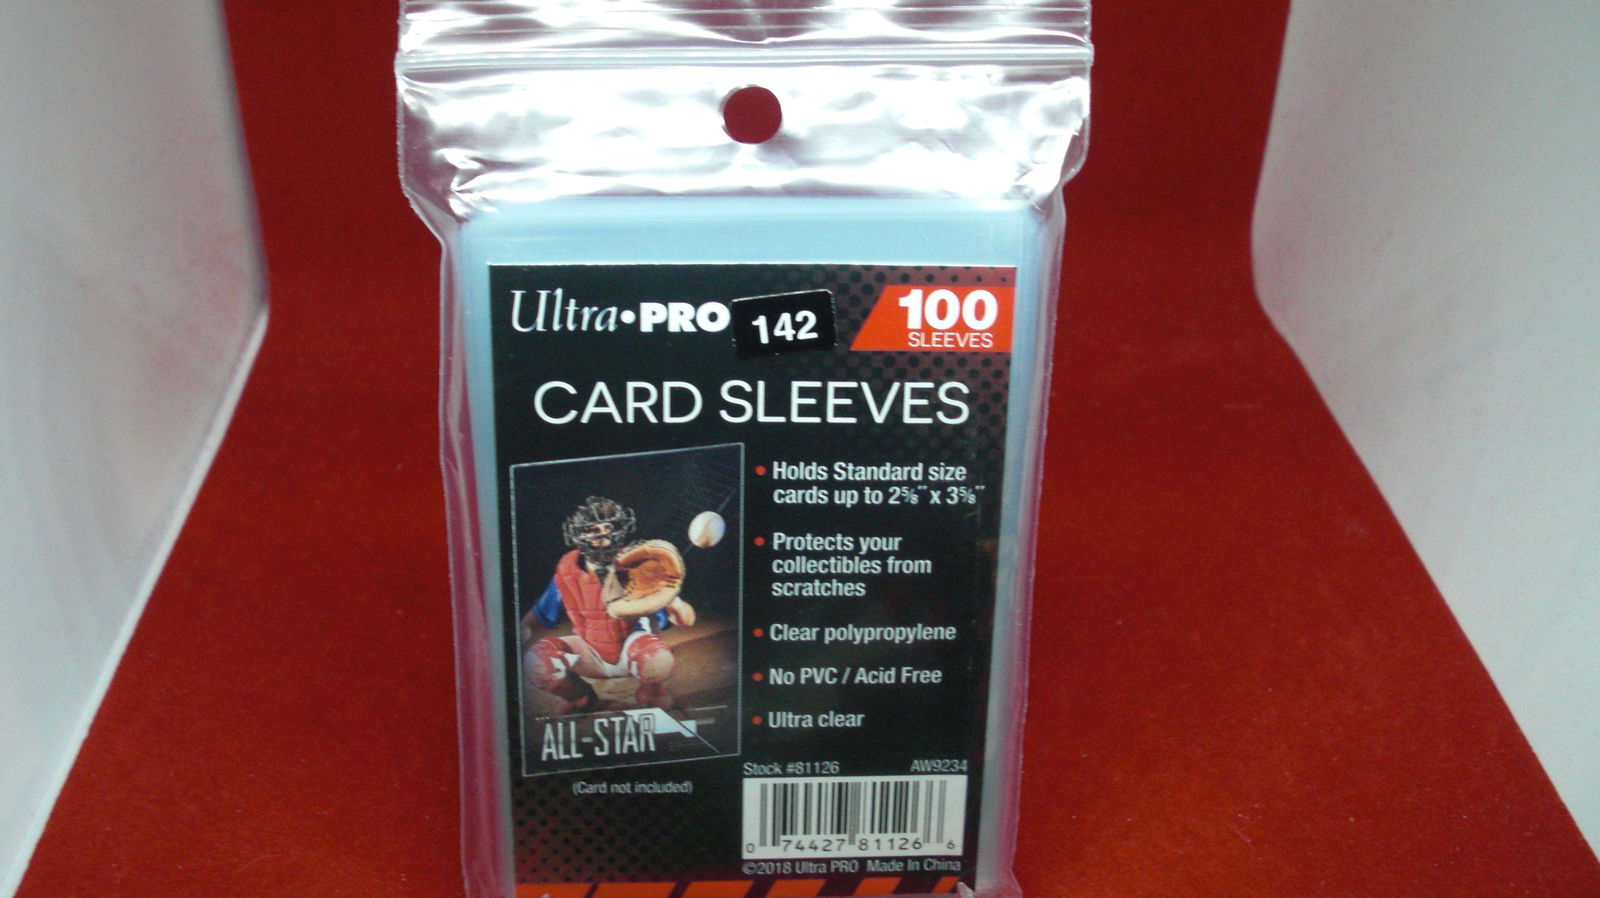 Ultra•PRO
142
100
SLEEVES
CARD SLEEVES
• Holds Standard size
cards up to 2⅝" x 3⅝"
• Protects your
collectibles from
scratches
• Clear polypropylene
• No PVC / Acid Free
• Ultra clear
ALL-STAR
(Card not included)
Stock #81126 AW9234
0 74427 81126 6
©2018 Ultra PRO Made In China